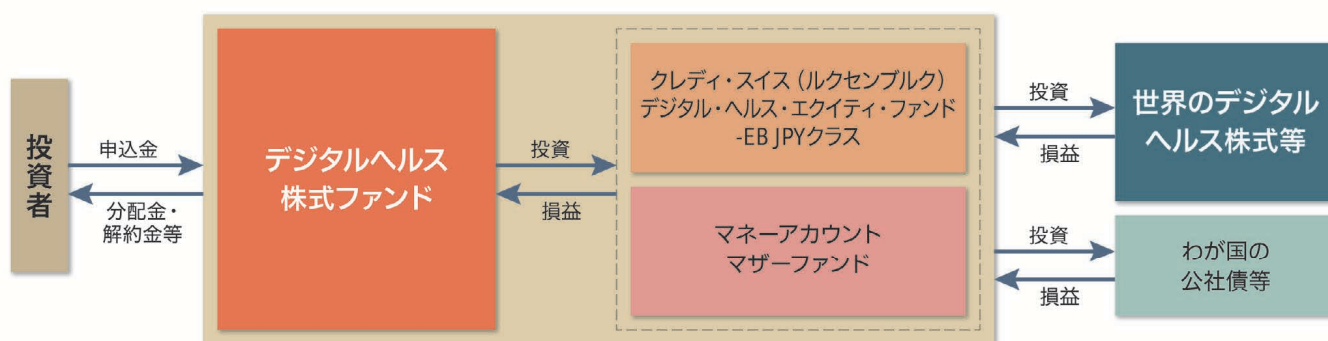 投資者
申込金
分配金・
解約金等
デジタルヘルス
株式ファンド
投資
損益
クレディ・スイス（ルクセンブルク）
デジタル・ヘルス・エクイティ・ファンド
-EB JPYクラス
マネーアカウント
マザーファンド
投資
損益
世界のデジタル
ヘルス株式等
投資
損益
わが国の
公社債等